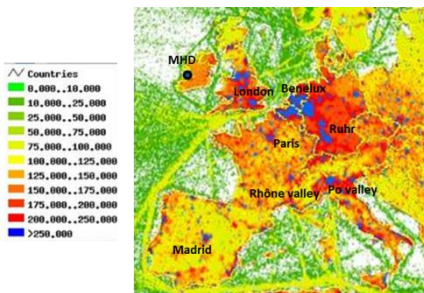 Countries
0,000..10.000
10.000..25.000
25.000..50.000
50.000..75.000
75.000..100.000
100.000..125.000
125.000..150.000
150.000..175.000
175.000..200.000
200.000..250.000
>250.000
MHD
London
Benelux
Ruhr
Paris
Rhône valley
Po valley
Madrid